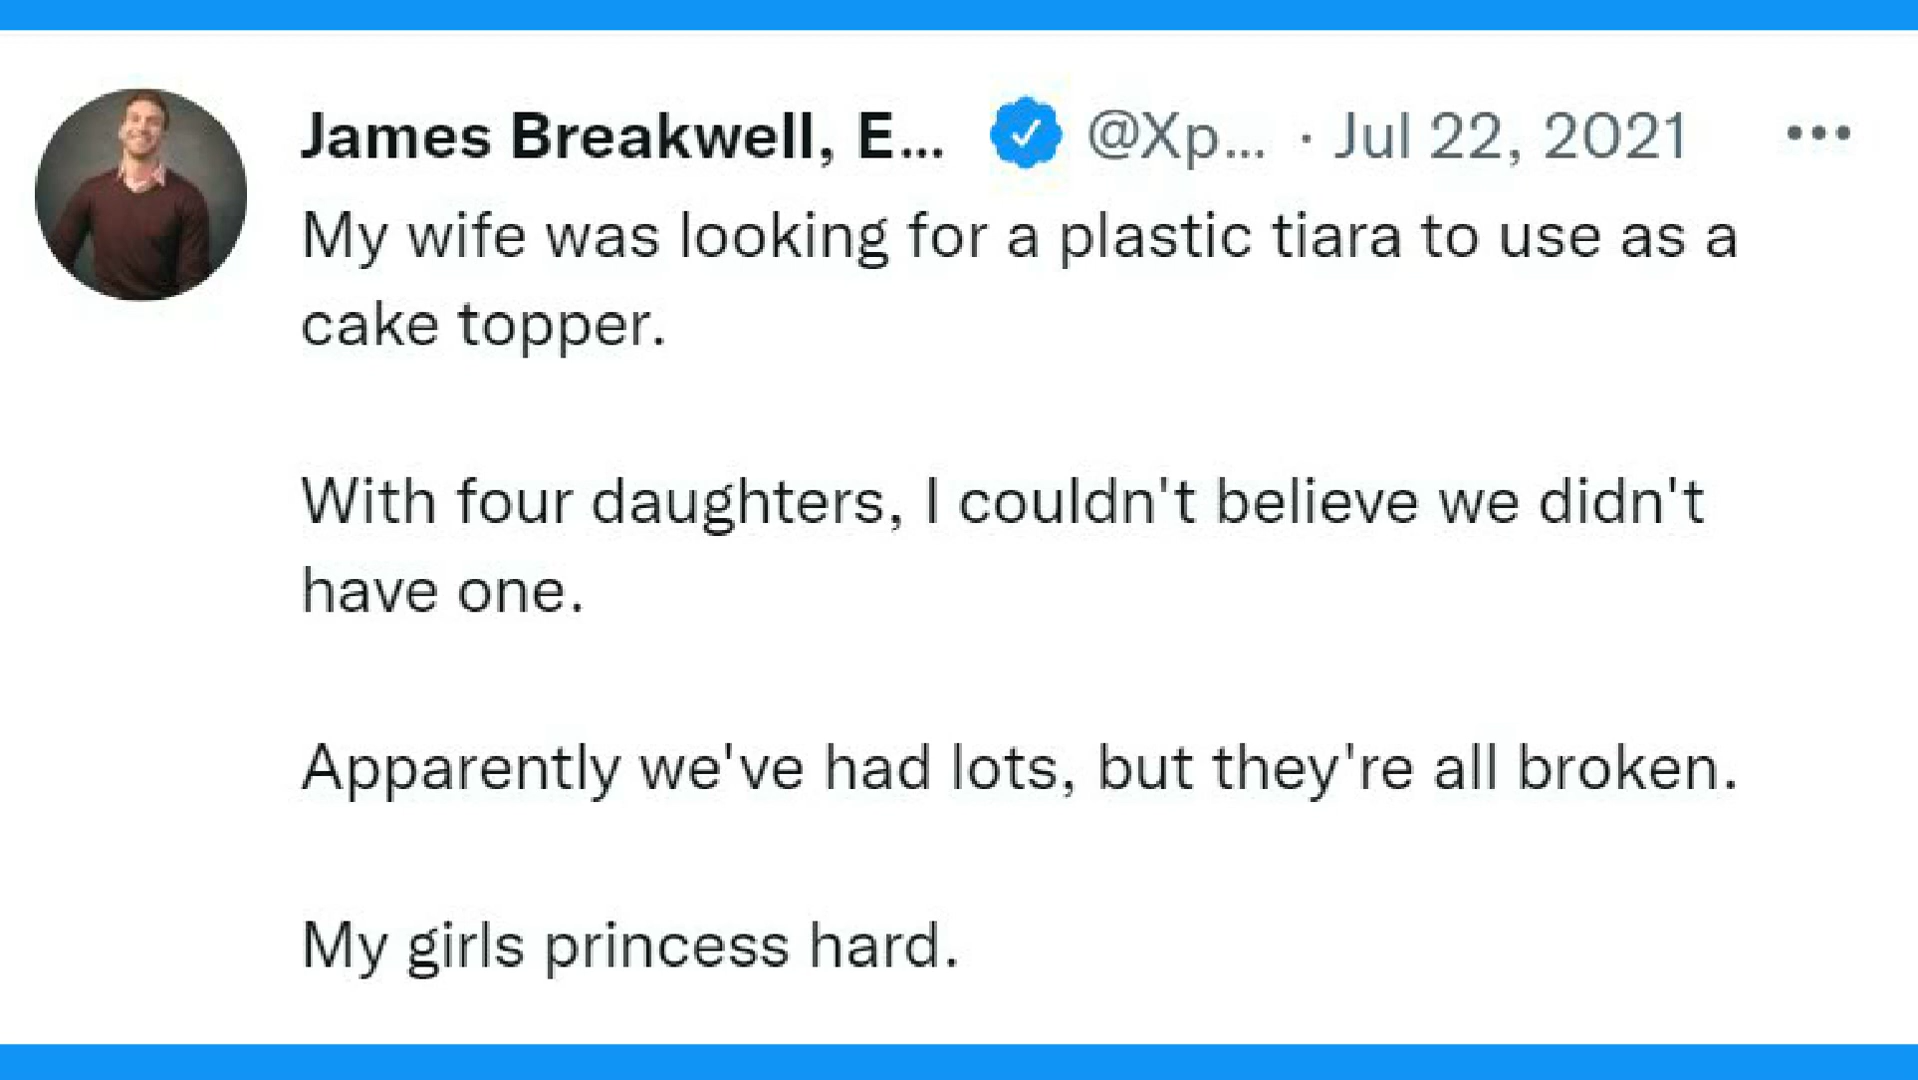 James Breakwell, E... @Xp... · Jul 22, 2021
My wife was looking for a plastic tiara to use as a
cake topper.
With four daughters, I couldn't believe we didn't
have one.
Apparently we've had lots, but they're all broken.
My girls princess hard.